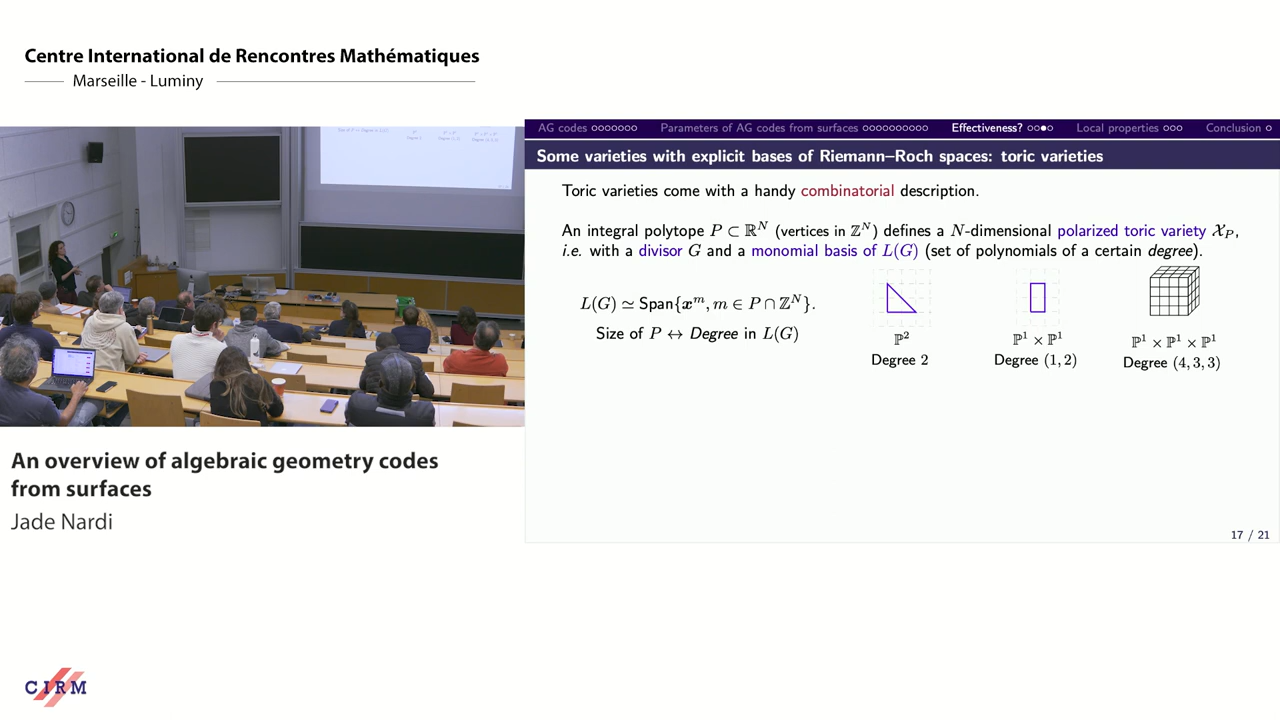 Centre International de Rencontres Mathématiques
Marseille - Luminy
AG codes
Parameters of AG codes from surfaces
Effectiveness?
Local properties
Conclusion
Some varieties with explicit bases of Riemann–Roch spaces: toric varieties
Toric varieties come with a handy combinatorial description.
An integral polytope P ⊂ ℝᴺ (vertices in ℤᴺ) defines a N-dimensional polarized toric variety 𝒳_P,
i.e. with a divisor G and a monomial basis of L(G) (set of polynomials of a certain degree).
L(G) ≃ Span{xᵐ, m ∈ P ∩ ℤᴺ}.
Size of P ↔ Degree in L(G)
ℙ²
Degree 2
ℙ¹ × ℙ¹
Degree (1, 2)
ℙ¹ × ℙ¹ × ℙ¹
Degree (4, 3, 3)
17 / 21
An overview of algebraic geometry codes
from surfaces
Jade Nardi
CIRM